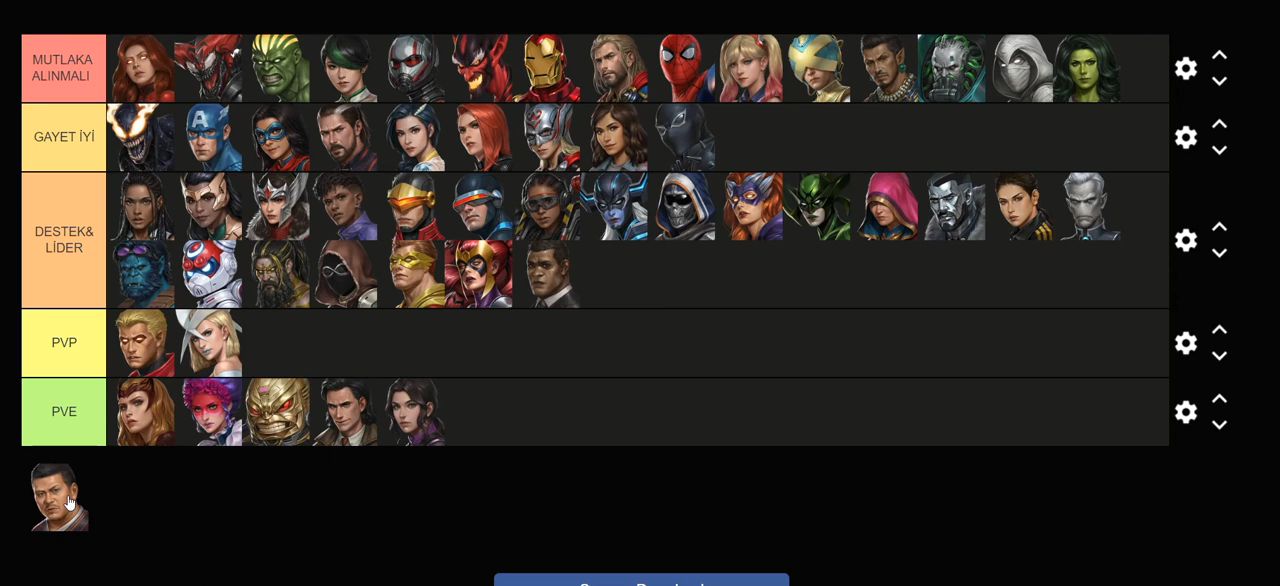 MUTLAKA
ALINMALI
GAYET İYİ
DESTEK&
LİDER
PVP
PVE